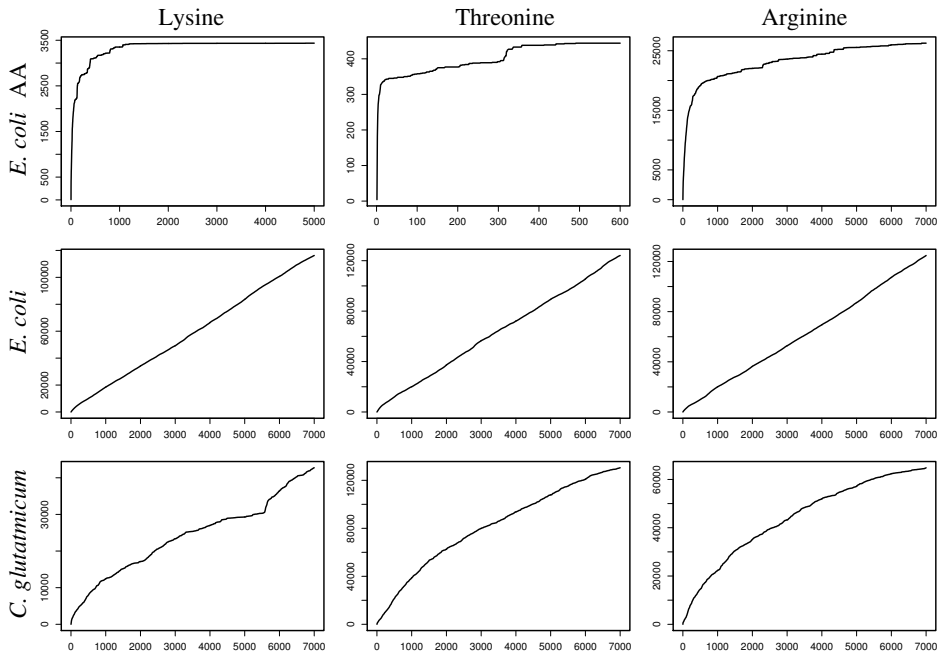 Lysine Threonine Arginine
E. coli AA
0 500 1500 2500 3500
0 1000 2000 3000 4000 5000
0 100 200 300 400
0 100 200 300 400 500 600
0 5000 15000 25000
0 1000 2000 3000 4000 5000 6000 7000
E. coli
0 20000 60000 100000
0 1000 2000 3000 4000 5000 6000 7000
0 40000 80000 120000
0 1000 2000 3000 4000 5000 6000 7000
0 40000 80000 120000
0 1000 2000 3000 4000 5000 6000 7000
C. glutatmicum
0 10000 30000
0 1000 2000 3000 4000 5000 6000 7000
0 40000 80000 120000
0 1000 2000 3000 4000 5000 6000 7000
0 20000 40000 60000
0 1000 2000 3000 4000 5000 6000 7000